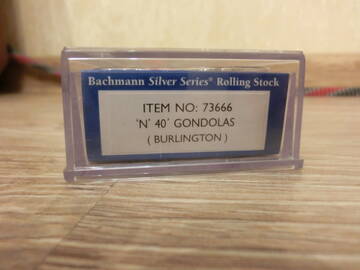 Bachmann Silver Series® Rolling Stock
ITEM NO: 73666
'N' 40' GONDOLAS
( BURLINGTON )